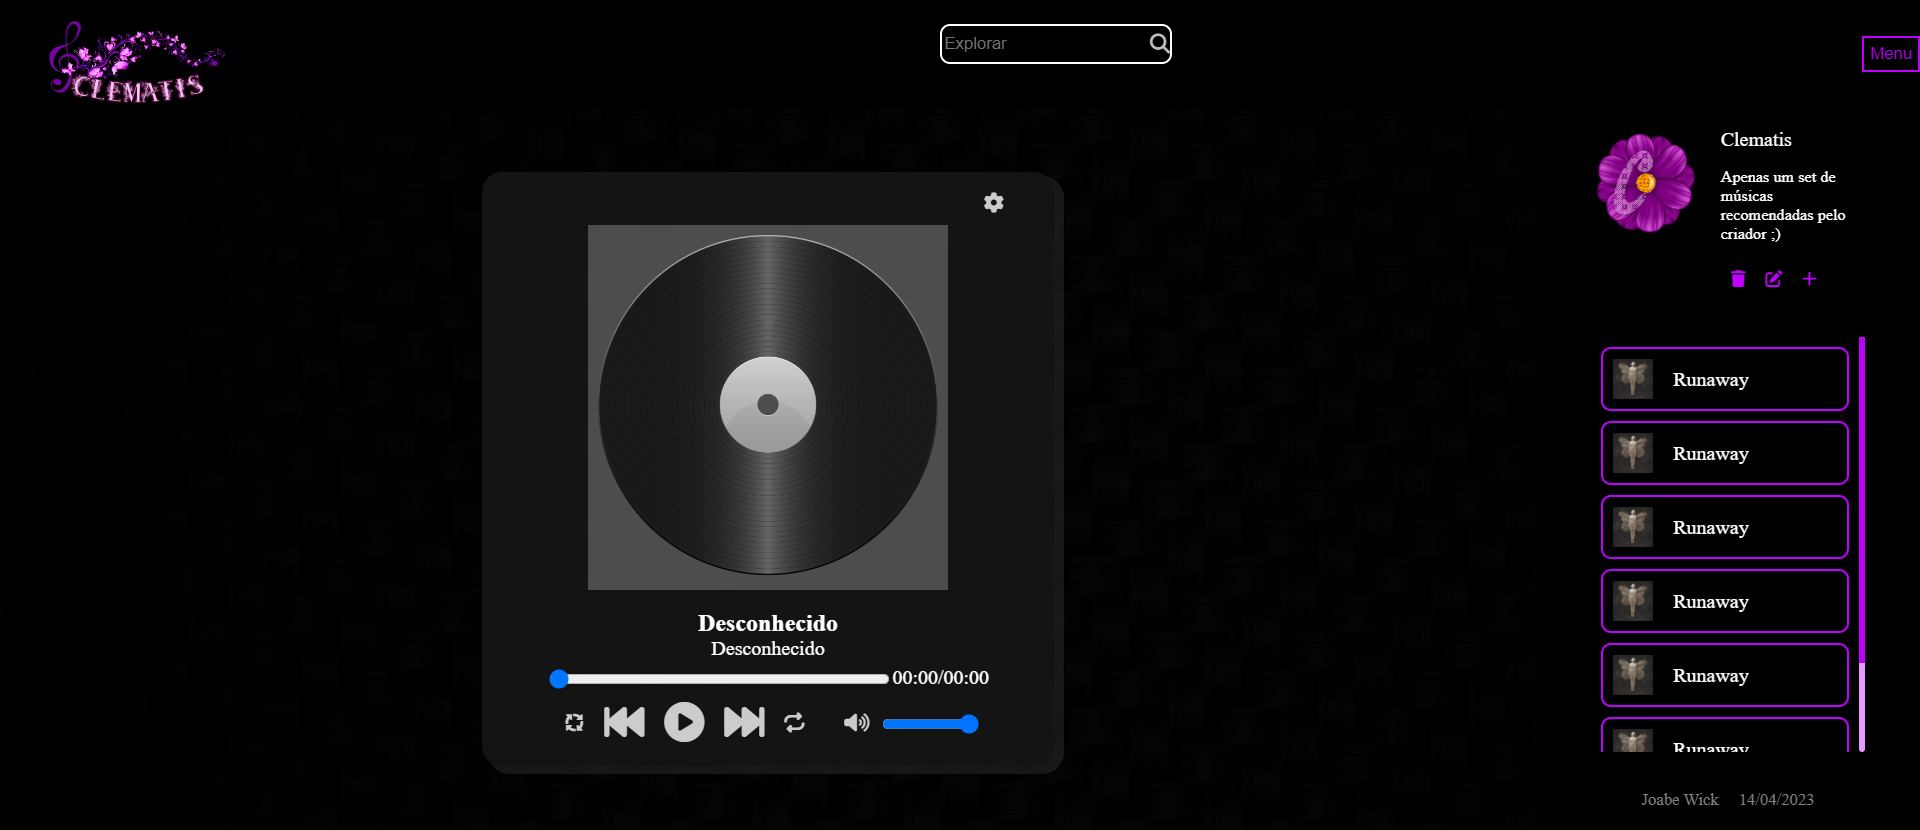 CLEMATIS
Explorar
Menu
Clematis
Apenas um set de
músicas
recomendadas pelo
criador ;)
Desconhecido
Desconhecido
00:00/00:00
Runaway
Runaway
Runaway
Runaway
Runaway
Runaway
Joabe Wick 14/04/2023